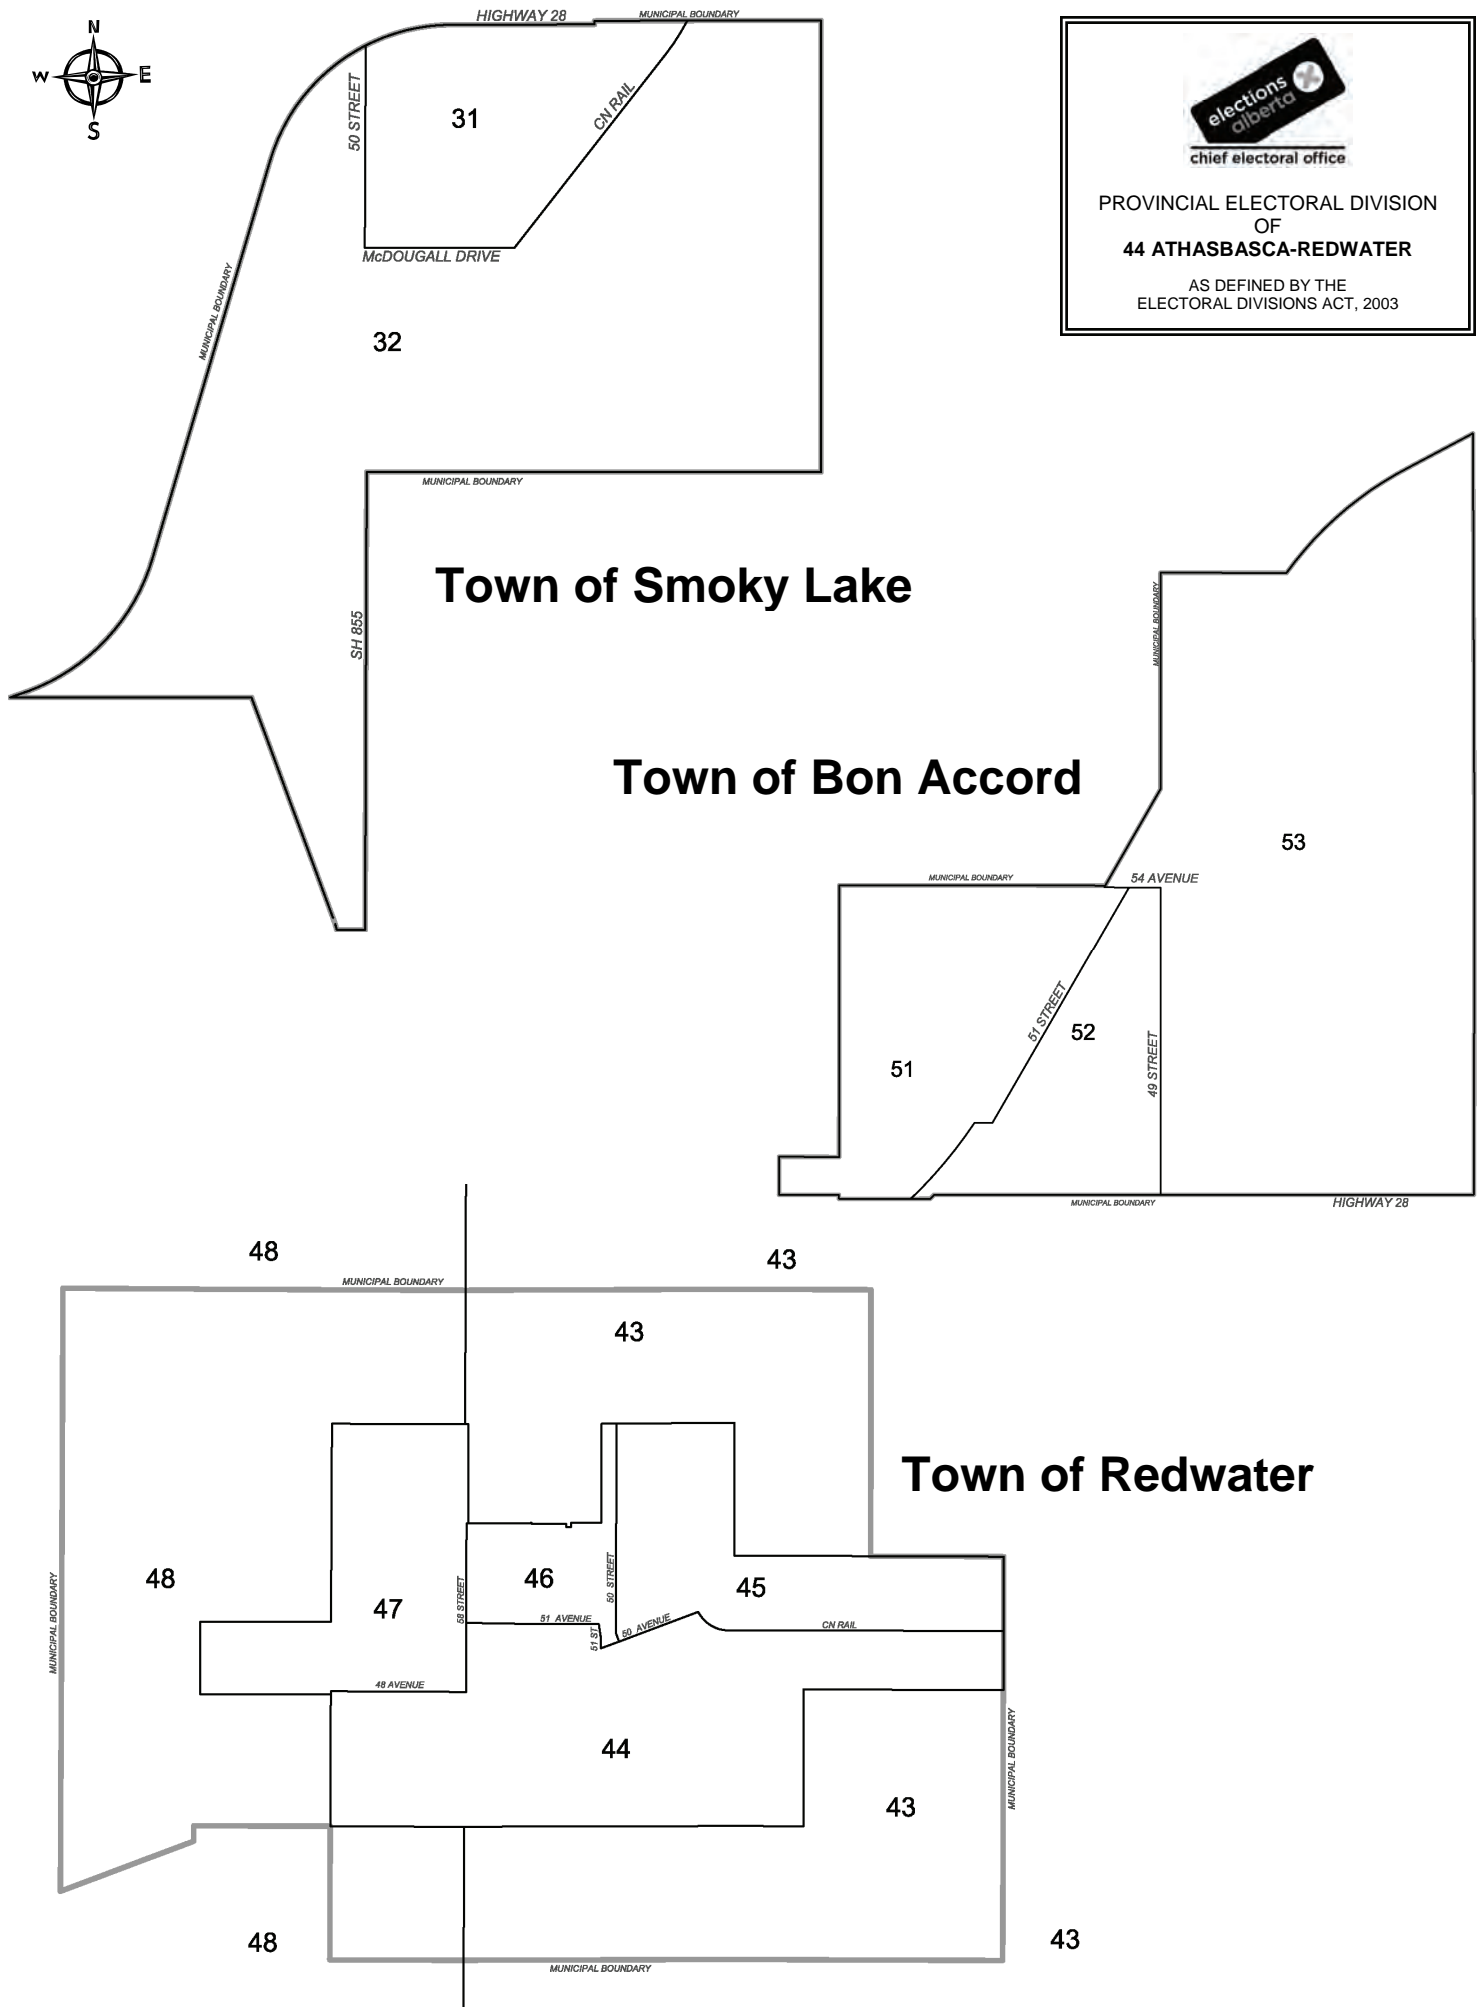 N
W
E
S
HIGHWAY 28
MUNICIPAL BOUNDARY
50 STREET
31
CN RAIL
McDOUGALL DRIVE
MUNICIPAL BOUNDARY
32
MUNICIPAL BOUNDARY
SH 855
Town of Smoky Lake
elections
alberta
chief electoral office
PROVINCIAL ELECTORAL DIVISION
OF
44 ATHASBASCA-REDWATER
AS DEFINED BY THE
ELECTORAL DIVISIONS ACT, 2003
MUNICIPAL BOUNDARY
Town of Bon Accord
53
MUNICIPAL BOUNDARY
54 AVENUE
51 STREET
52
51
49 STREET
MUNICIPAL BOUNDARY
HIGHWAY 28
48
43
MUNICIPAL BOUNDARY
43
Town of Redwater
48
47
58 STREET
46
50 STREET
45
51 AVENUE
51 ST
50 AVENUE
CN RAIL
MUNICIPAL BOUNDARY
48 AVENUE
44
43
MUNICIPAL BOUNDARY
48
43
MUNICIPAL BOUNDARY